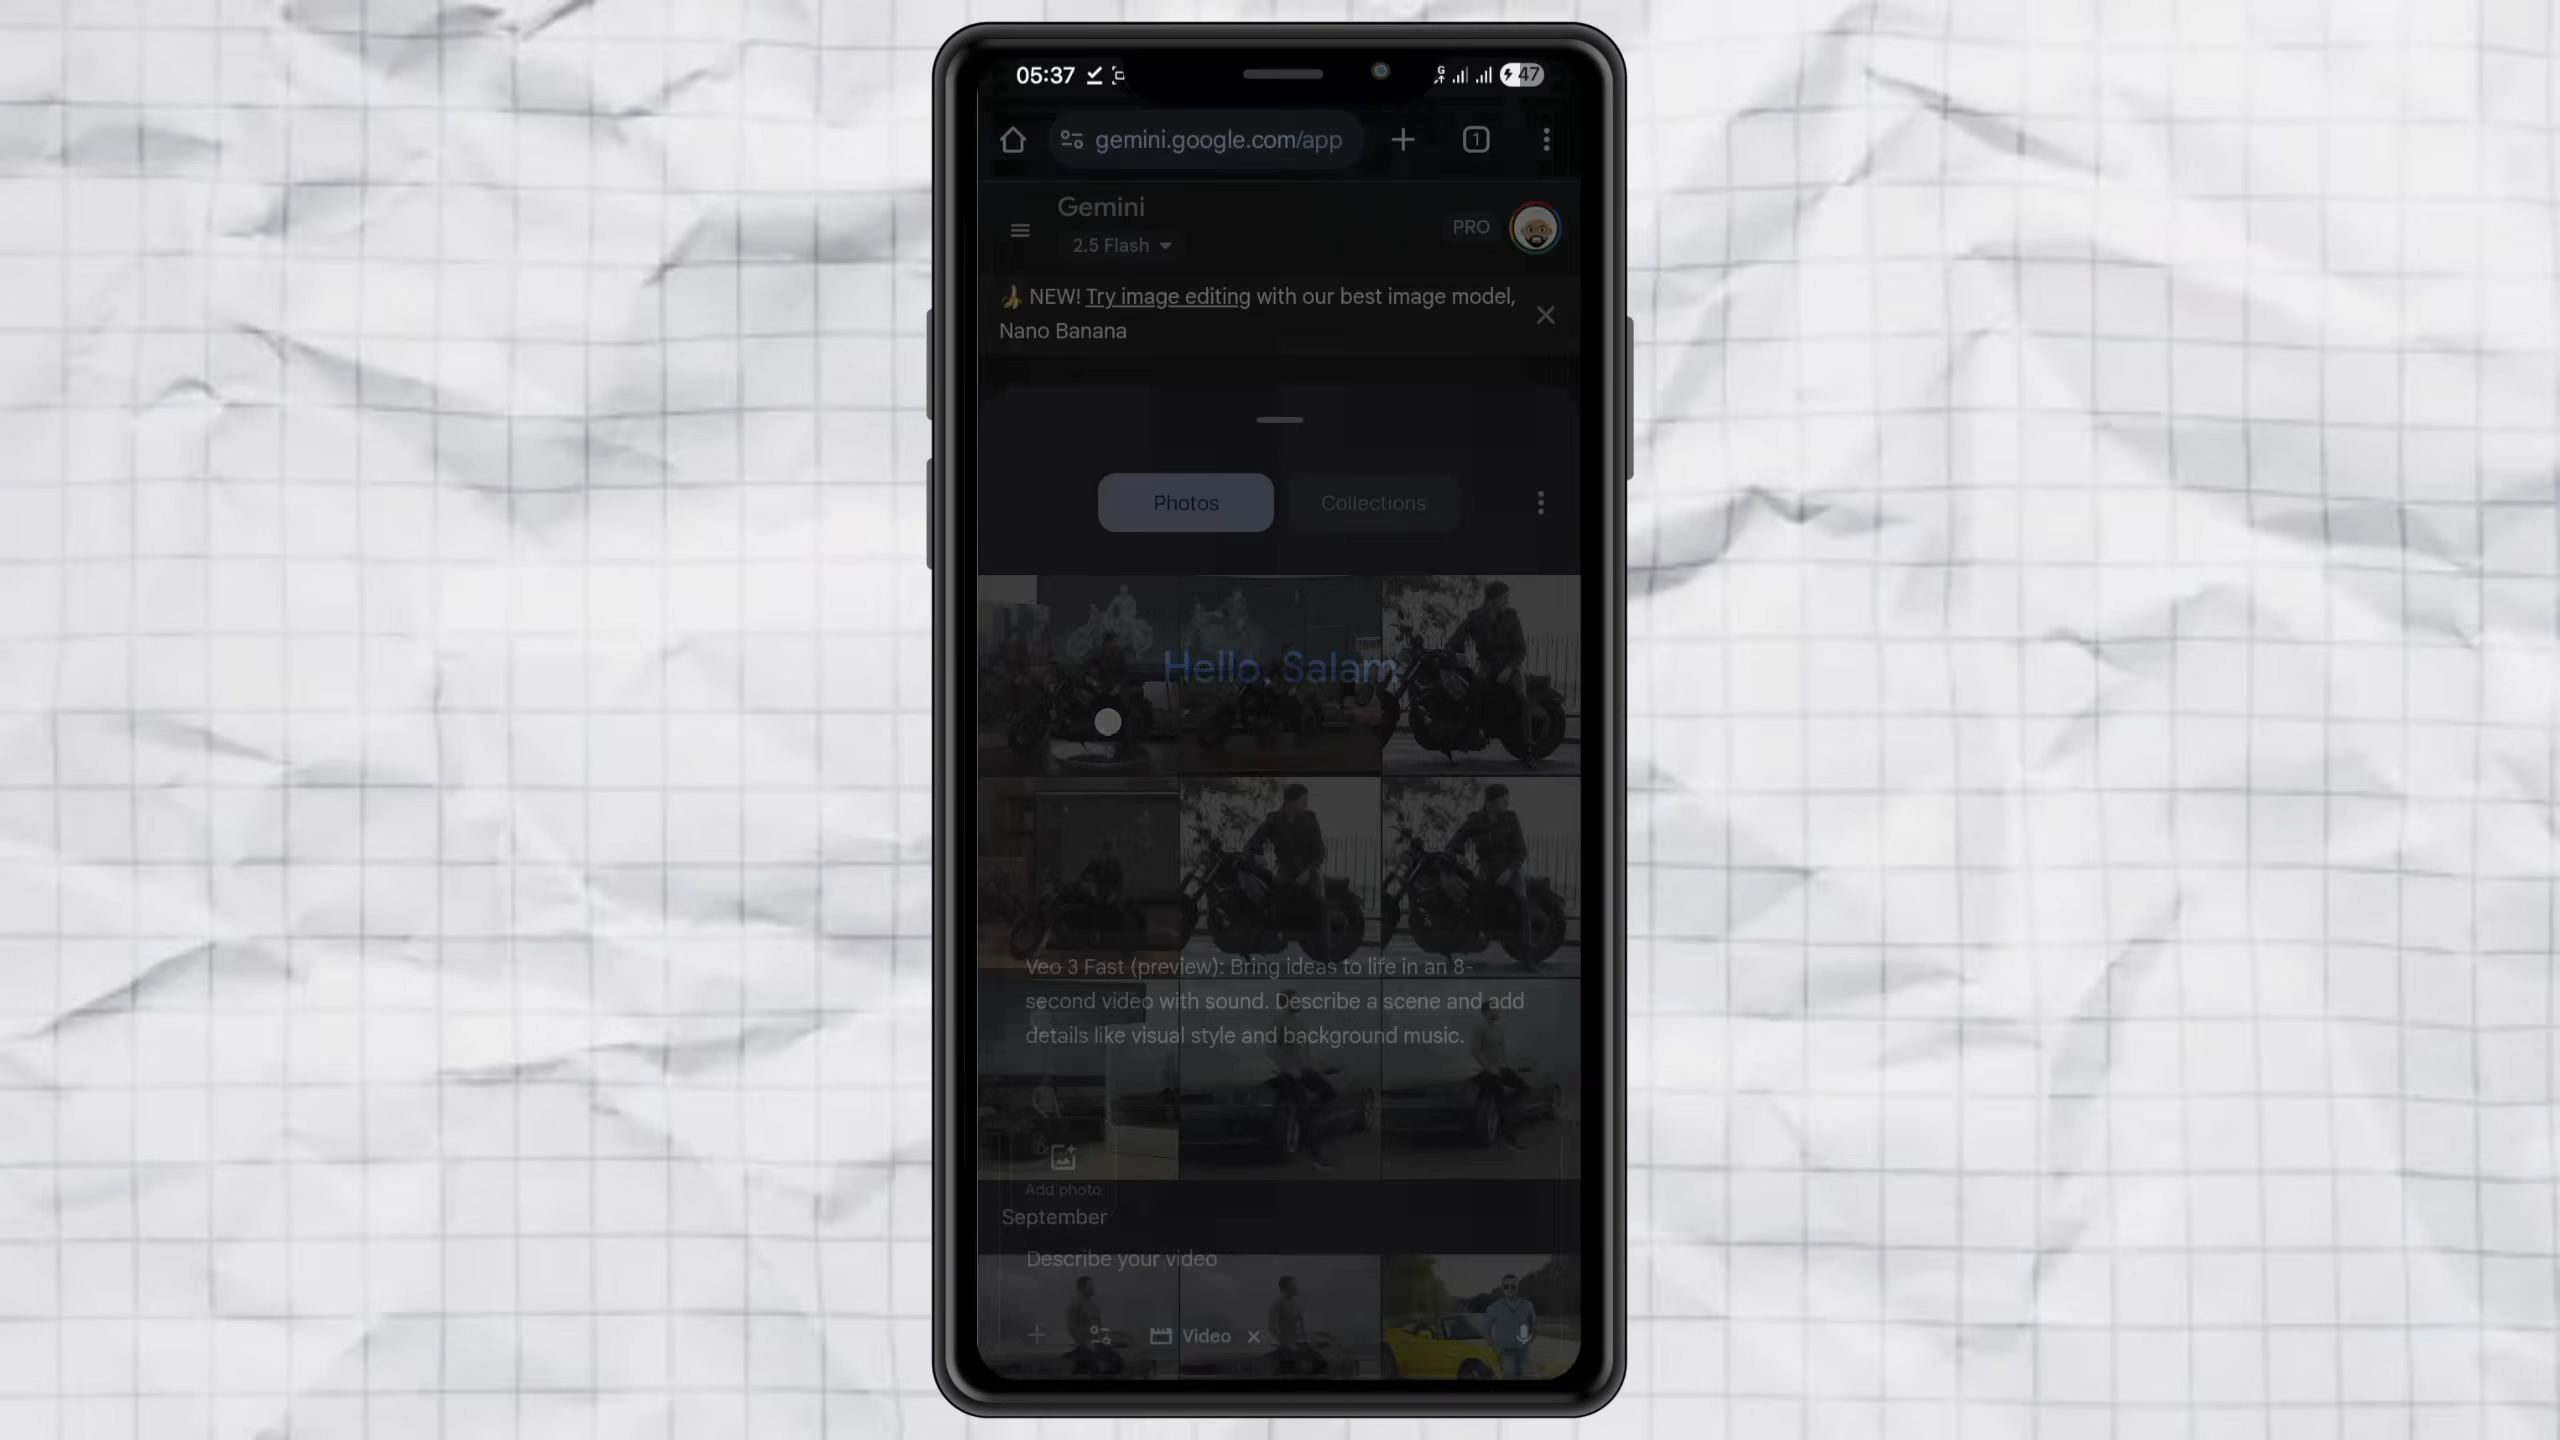 05:37
47
gemini.google.com/app
1
Gemini
PRO
2.5 Flash
NEW! Try image editing with our best image model,
Nano Banana
Photos
Collections
Hello, Salam
Veo 3 Fast (preview): Bring ideas to life in an 8-
second video with sound. Describe a scene and add
details like visual style and background music.
Add photo
September
Describe your video
Video